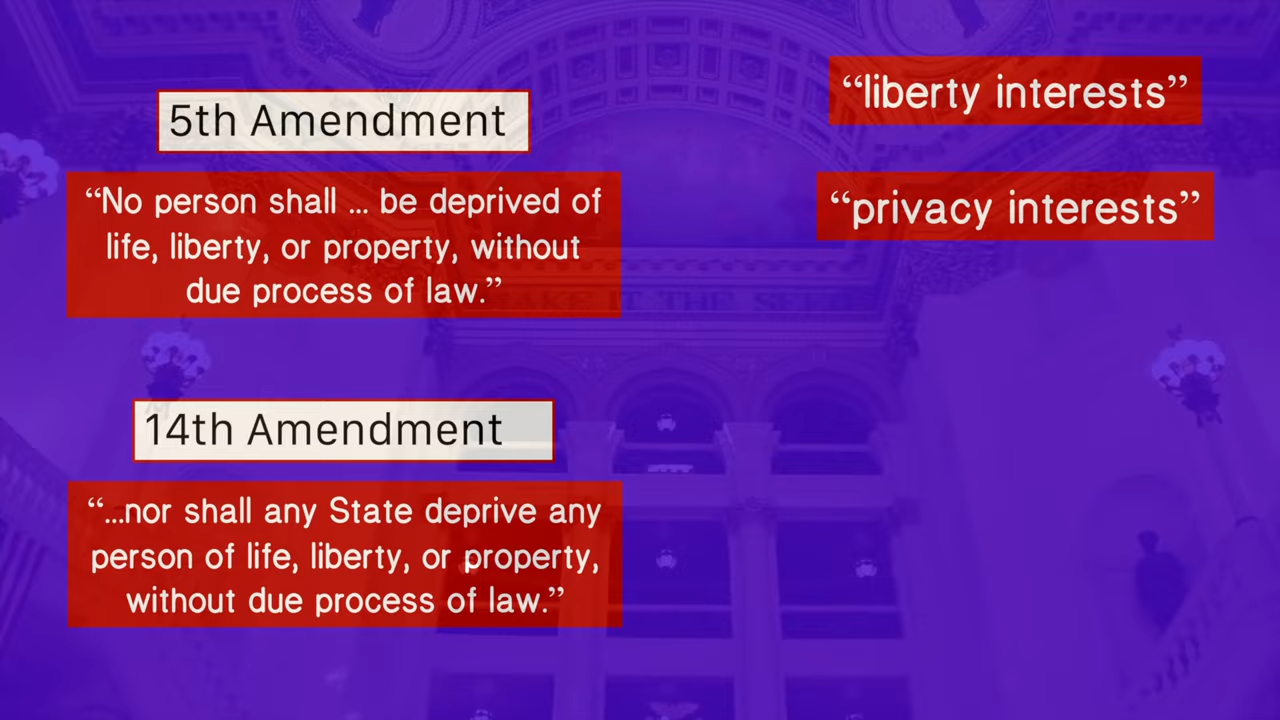 5th Amendment
“No person shall ... be deprived of
life, liberty, or property, without
due process of law.”
14th Amendment
“...nor shall any State deprive any
person of life, liberty, or property,
without due process of law.”
“liberty interests”
“privacy interests”